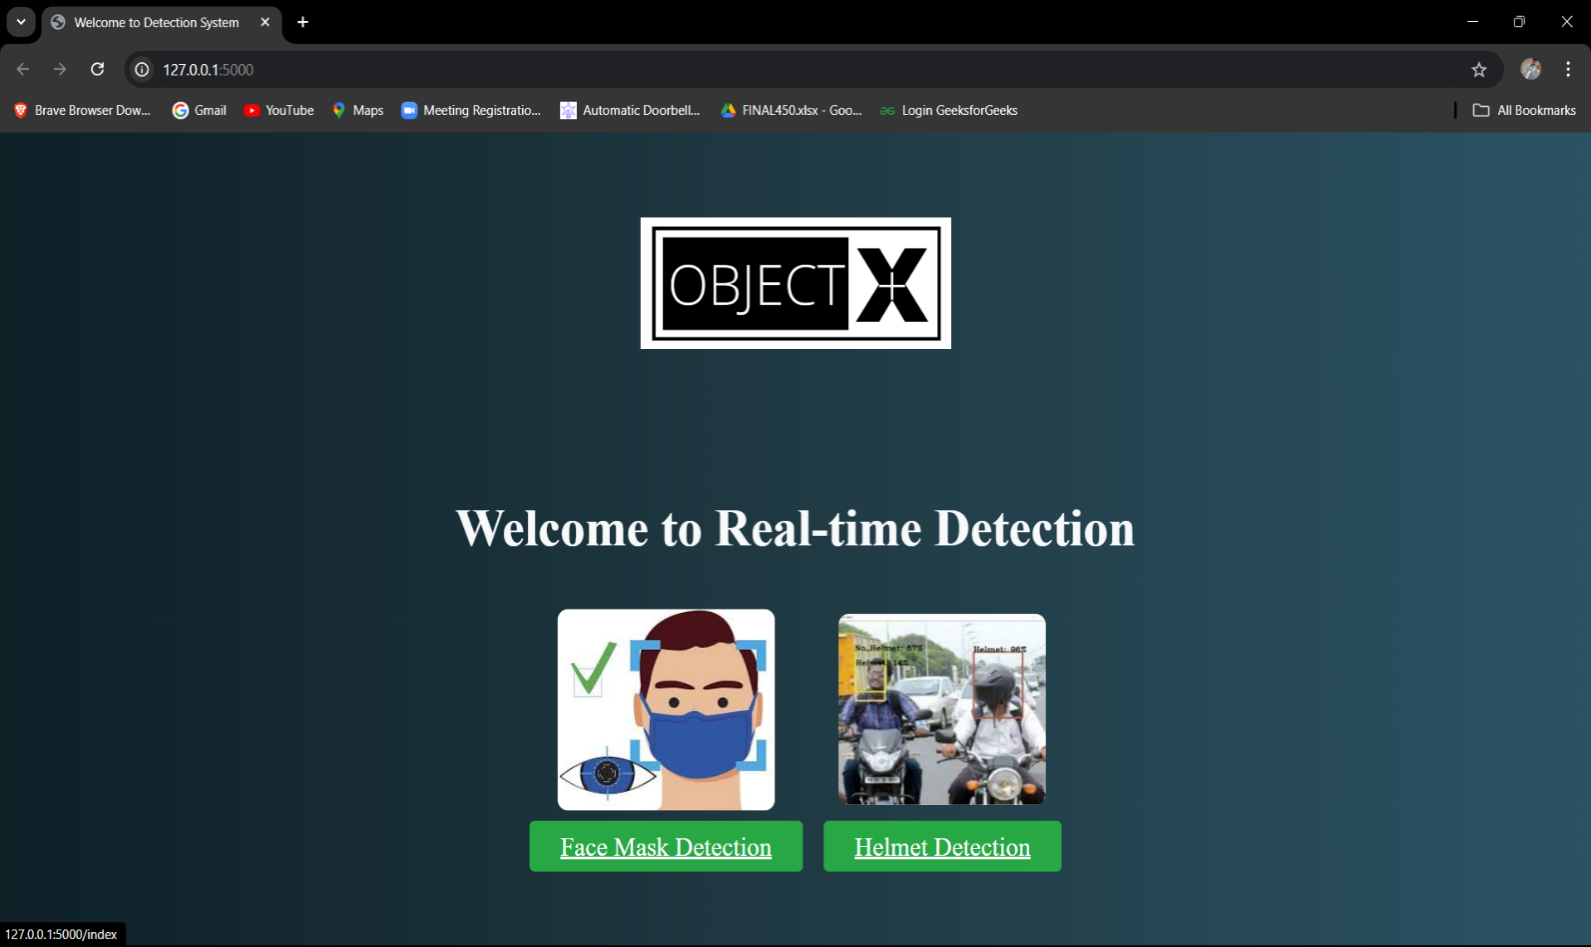 Welcome to Detection System
127.0.0.1:5000
Brave Browser Dow...
Gmail
YouTube
Maps
Meeting Registratio...
Automatic Doorbell...
FINAL450.xlsx - Goo...
Login GeeksforGeeks
All Bookmarks
OBJECT X
Welcome to Real-time Detection
No_Helmet: 87%
Helmet: 14%
Helmet: 96%
Face Mask Detection
Helmet Detection
127.0.0.1:5000/index